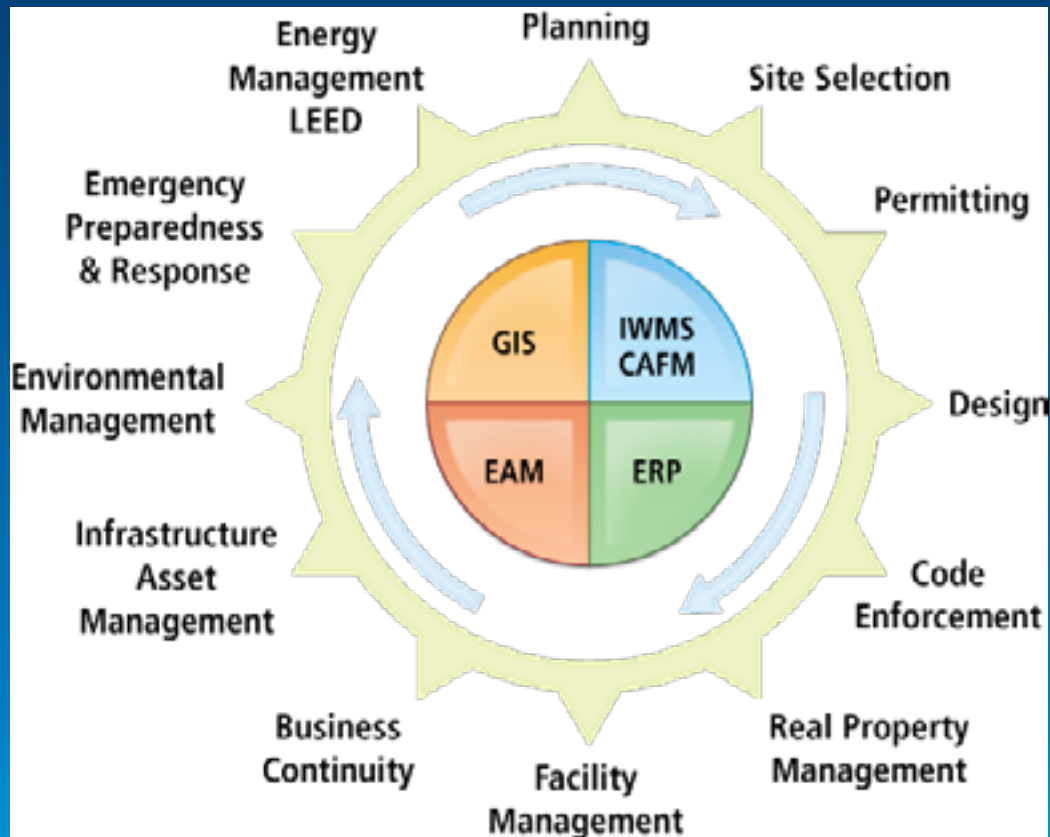 Planning
Site Selection
Permitting
Design
Code
Enforcement
Real Property
Management
Facility
Management
Business
Continuity
Infrastructure
Asset
Management
Environmental
Management
Emergency
Preparedness
& Response
Energy
Management
LEED
GIS
IWMS
CAFM
EAM
ERP